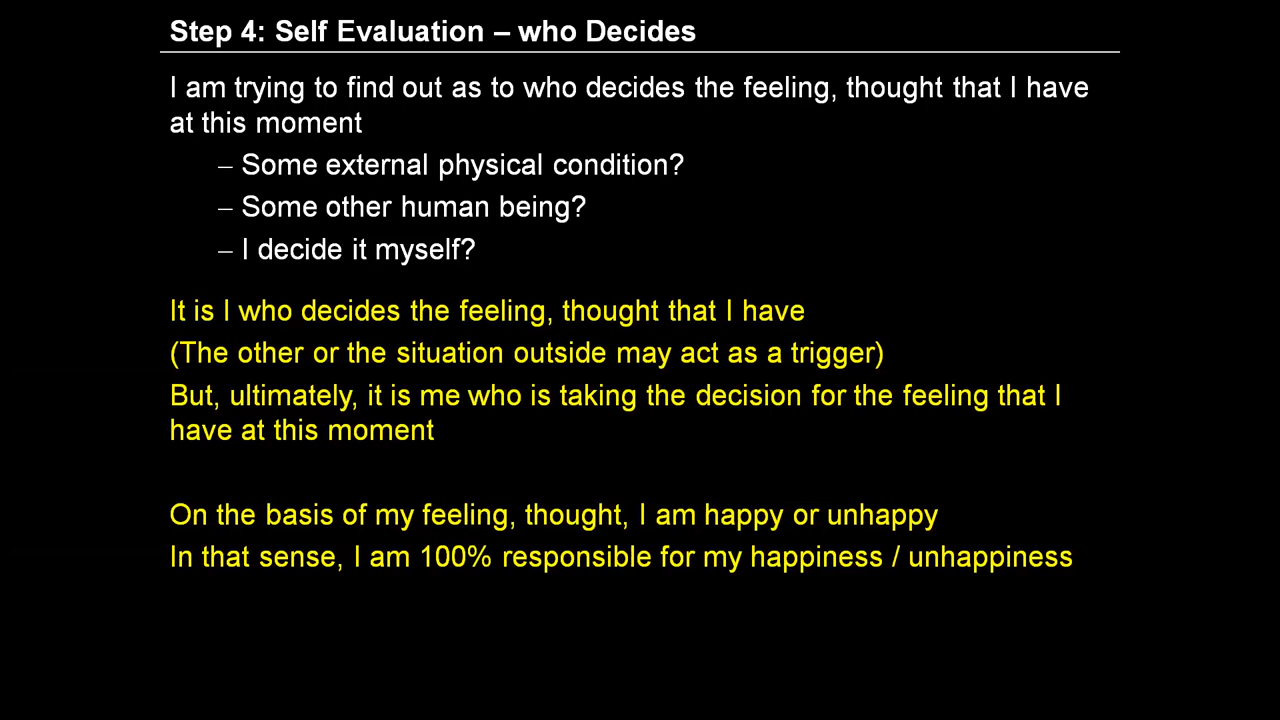 Step 4: Self Evaluation – who Decides
I am trying to find out as to who decides the feeling, thought that I have
at this moment
– Some external physical condition?
– Some other human being?
– I decide it myself?
It is I who decides the feeling, thought that I have
(The other or the situation outside may act as a trigger)
But, ultimately, it is me who is taking the decision for the feeling that I
have at this moment
On the basis of my feeling, thought, I am happy or unhappy
In that sense, I am 100% responsible for my happiness / unhappiness